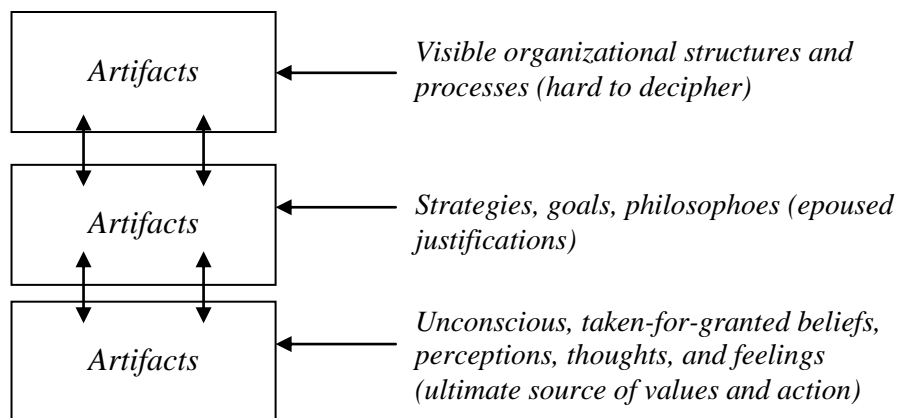 Artifacts
Visible organizational structures and
processes (hard to decipher)
Artifacts
Strategies, goals, philosophoes (epoused
justifications)
Artifacts
Unconscious, taken-for-granted beliefs,
perceptions, thoughts, and feelings
(ultimate source of values and action)